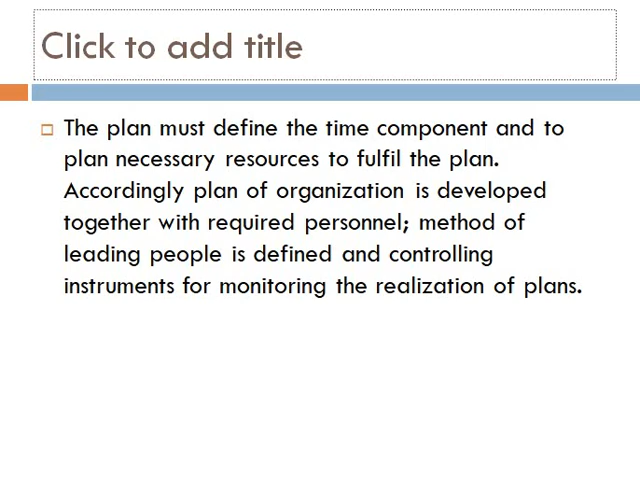 Click to add title
The plan must define the time component and to
plan necessary resources to fulfil the plan.
Accordingly plan of organization is developed
together with required personnel; method of
leading people is defined and controlling
instruments for monitoring the realization of plans.